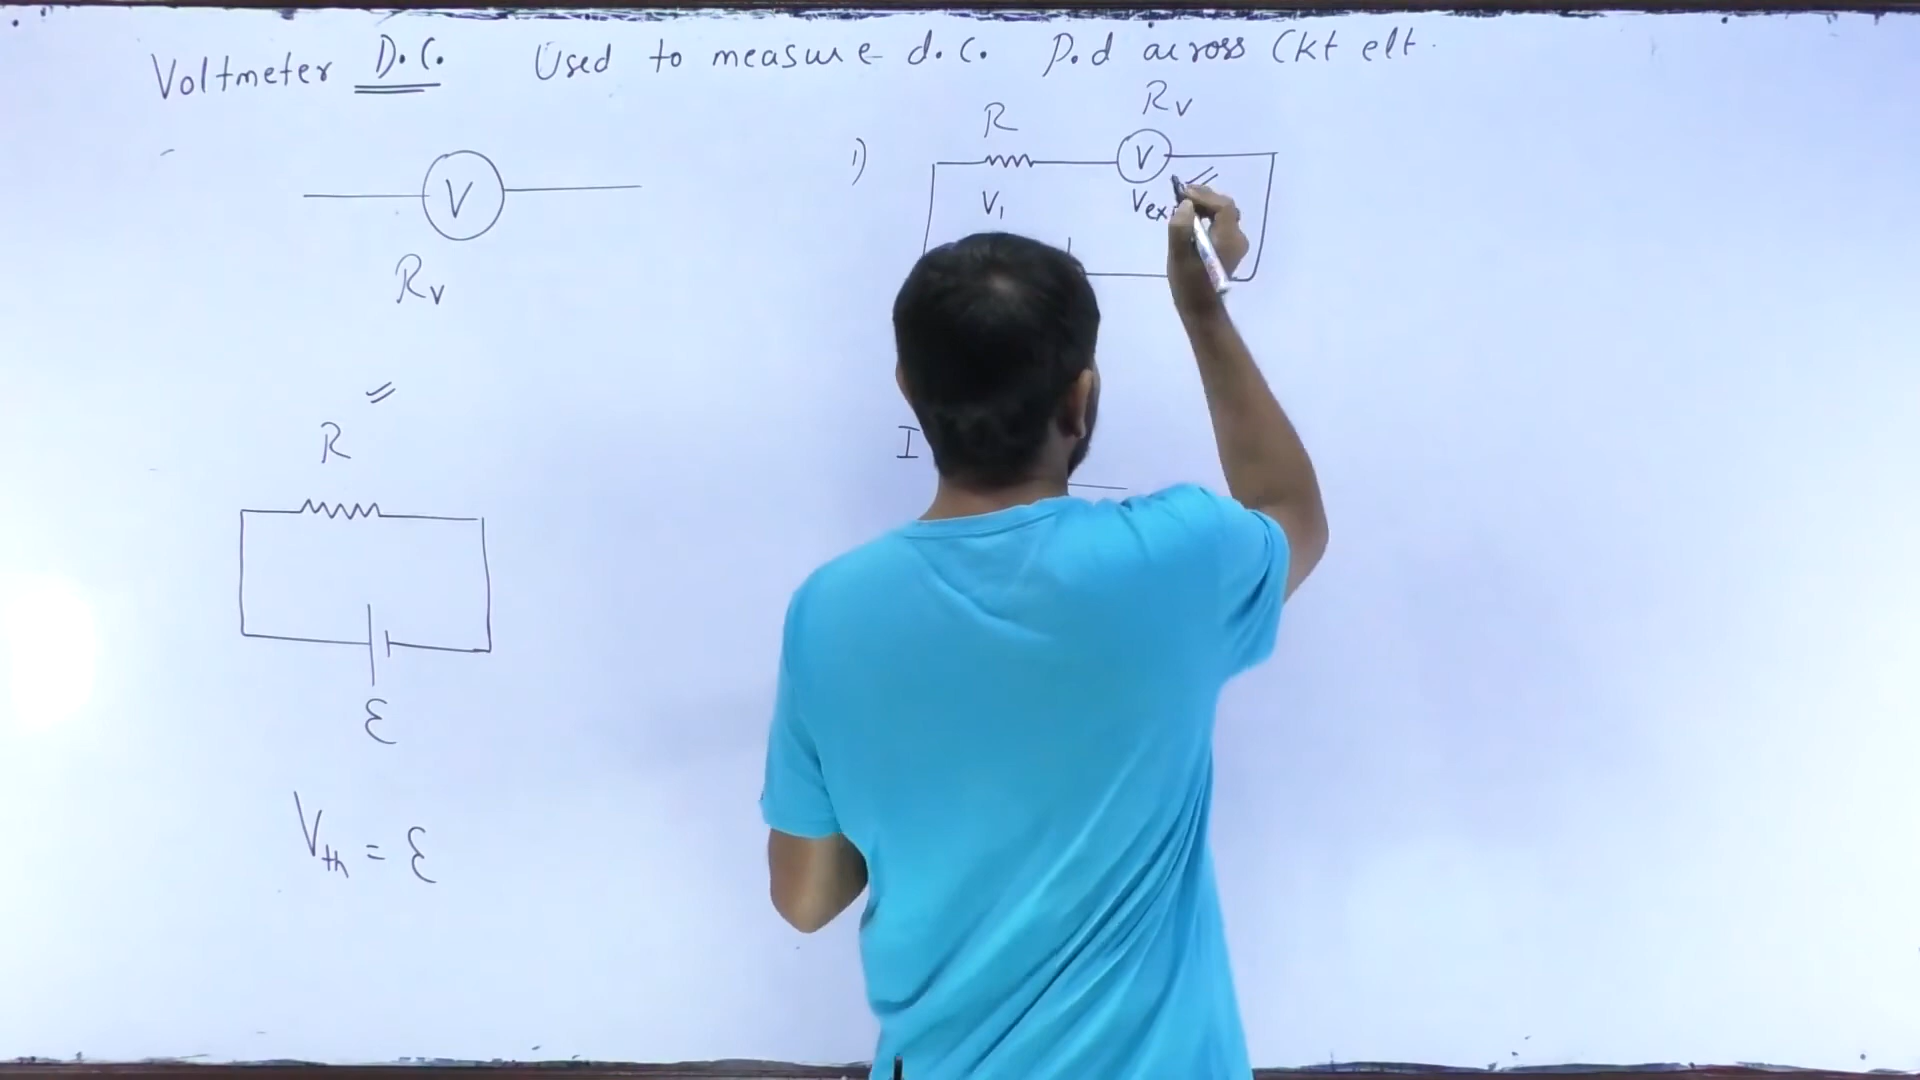 Voltmeter D.C. Used to measure d.c. P.d across Ckt elt.
V
Rv
R
ε
Vth = ε
1)
R
Rv
V
V1
Vex
I